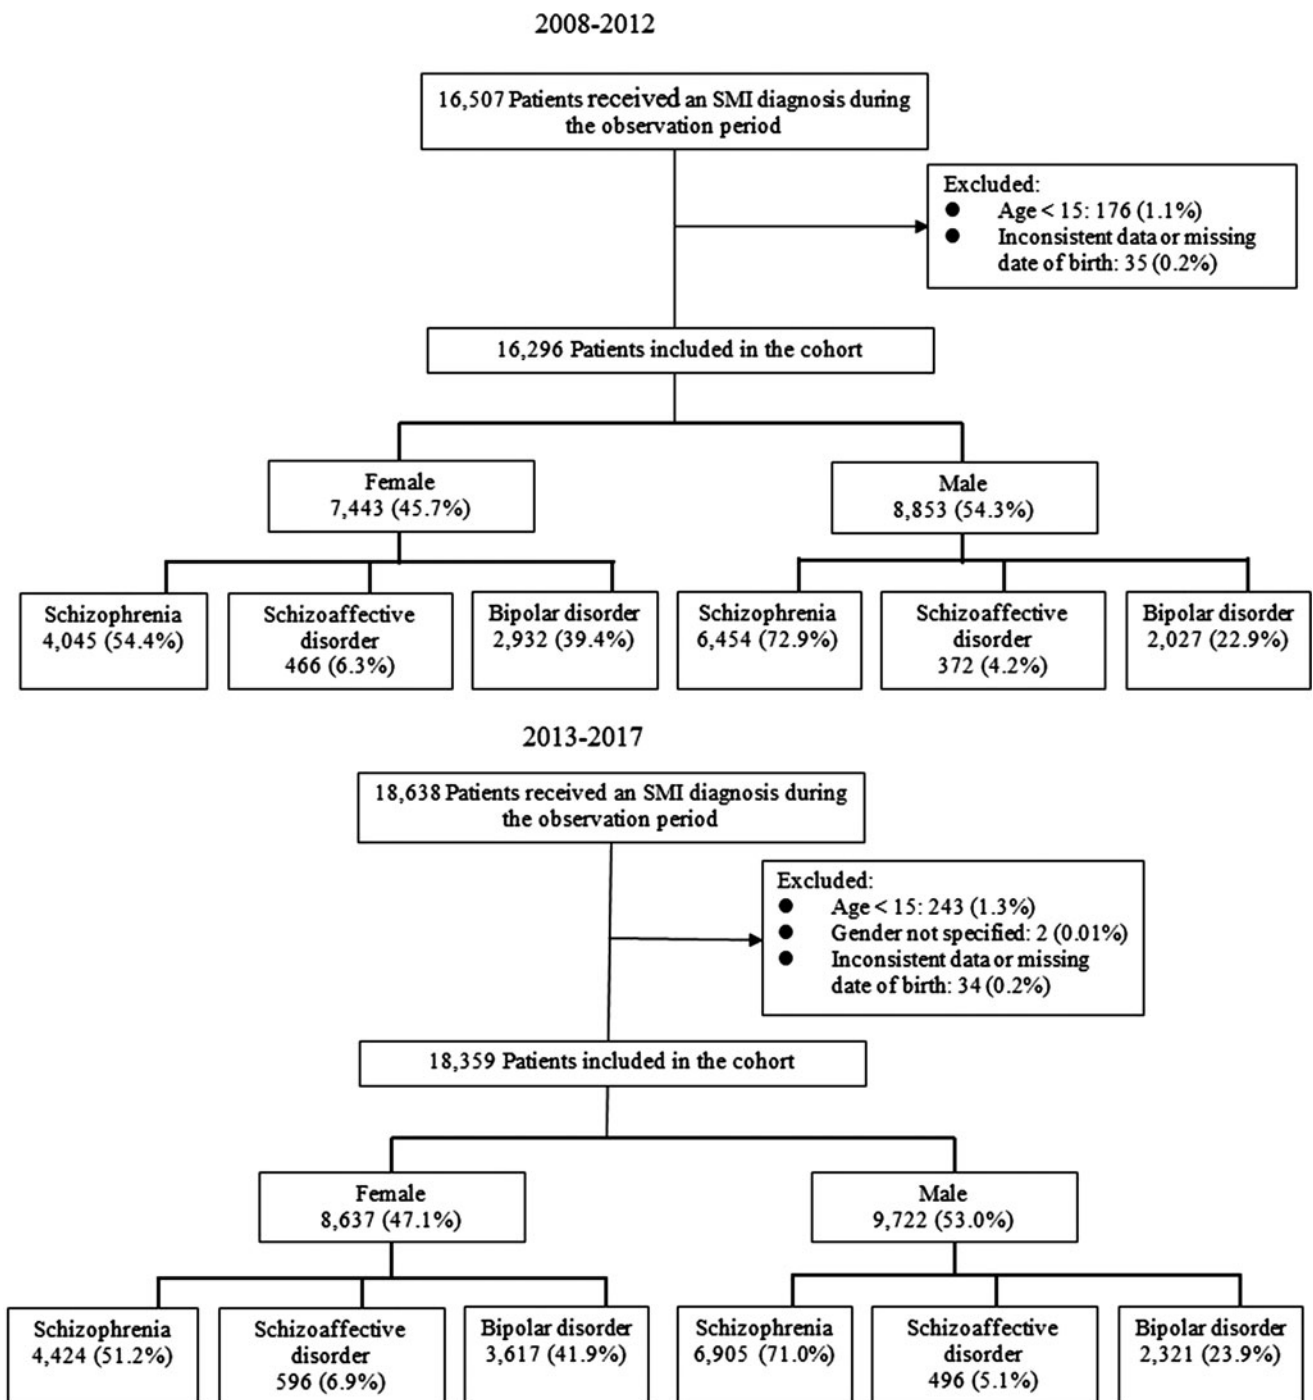 2008-2012
16,507 Patients received an SMI diagnosis during
the observation period
Excluded:
● Age < 15: 176 (1.1%)
● Inconsistent data or missing
date of birth: 35 (0.2%)
16,296 Patients included in the cohort
Female
7,443 (45.7%)
Male
8,853 (54.3%)
Schizophrenia
4,045 (54.4%)
Schizoaffective
disorder
466 (6.3%)
Bipolar disorder
2,932 (39.4%)
Schizophrenia
6,454 (72.9%)
Schizoaffective
disorder
372 (4.2%)
Bipolar disorder
2,027 (22.9%)
2013-2017
18,638 Patients received an SMI diagnosis during
the observation period
Excluded:
● Age < 15: 243 (1.3%)
● Gender not specified: 2 (0.01%)
● Inconsistent data or missing
date of birth: 34 (0.2%)
18,359 Patients included in the cohort
Female
8,637 (47.1%)
Male
9,722 (53.0%)
Schizophrenia
4,424 (51.2%)
Schizoaffective
disorder
596 (6.9%)
Bipolar disorder
3,617 (41.9%)
Schizophrenia
6,905 (71.0%)
Schizoaffective
disorder
496 (5.1%)
Bipolar disorder
2,321 (23.9%)